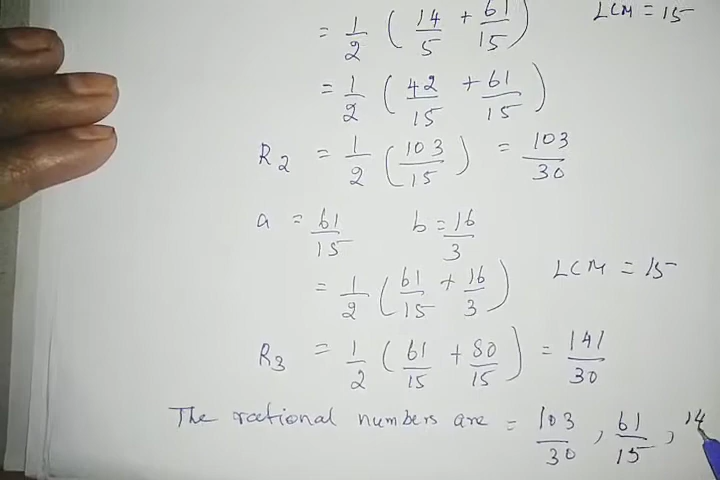 = 1/2 ( 14/5 + 61/15 ) LCM = 15
= 1/2 ( 42/15 + 61/15 )
R2 = 1/2 ( 103/15 ) = 103/30
a = 61/15 b = 16/3
= 1/2 ( 61/15 + 16/3 ) LCM = 15
R3 = 1/2 ( 61/15 + 80/15 ) = 141/30
The rational numbers are = 103/30 , 61/15 , 14